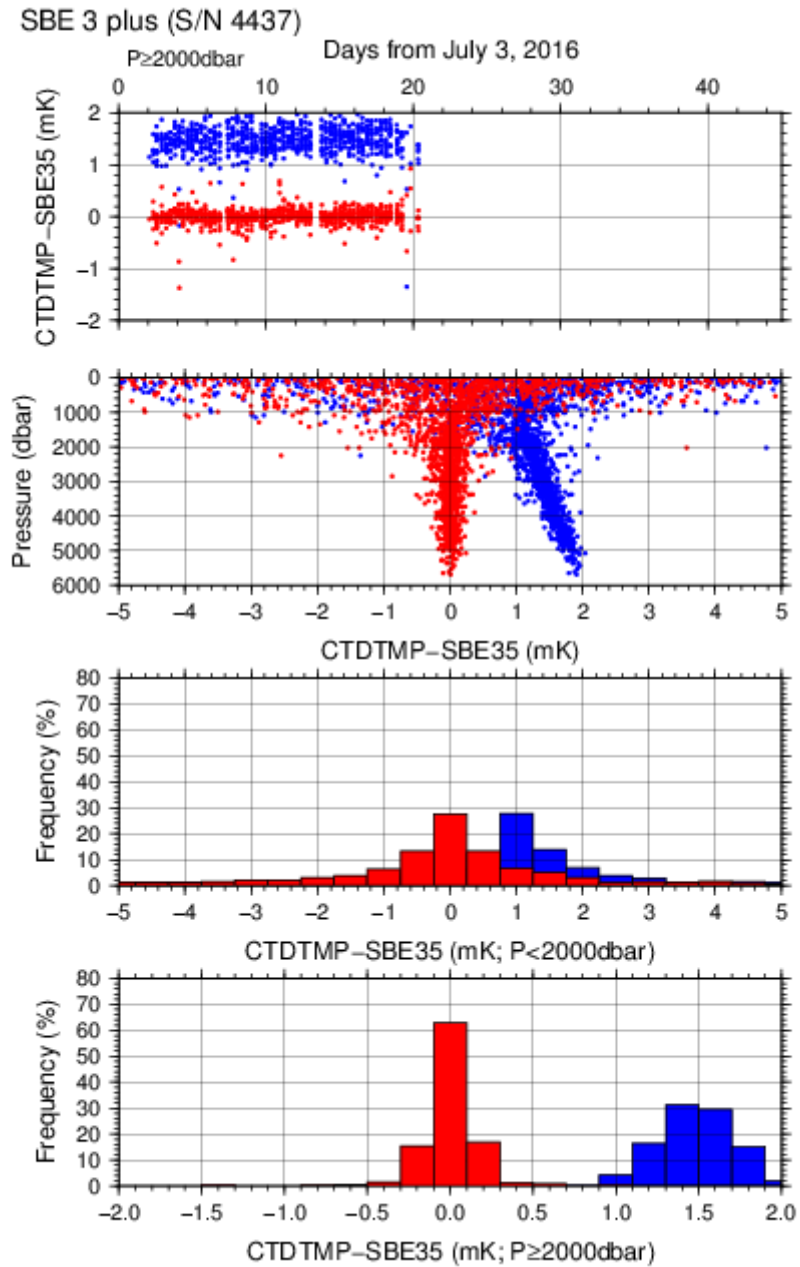 SBE 3 plus (S/N 4437)
P≥2000dbar
Days from July 3, 2016
0 10 20 30 40
CTDTMP−SBE35 (mK)
2
1
0
−1
−2
Pressure (dbar)
0
1000
2000
3000
4000
5000
6000
−5 −4 −3 −2 −1 0 1 2 3 4 5
CTDTMP−SBE35 (mK)
Frequency (%)
80
70
60
50
40
30
20
10
0
−5 −4 −3 −2 −1 0 1 2 3 4 5
CTDTMP−SBE35 (mK; P<2000dbar)
Frequency (%)
80
70
60
50
40
30
20
10
0
−2.0 −1.5 −1.0 −0.5 0.0 0.5 1.0 1.5 2.0
CTDTMP−SBE35 (mK; P≥2000dbar)